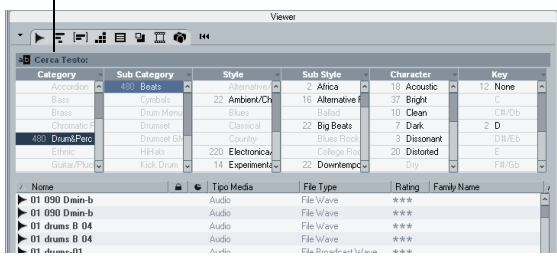 Viewer
ab Cerca Testo:
Category Sub Category Style Sub Style Character Key
Accordion 480 Beats Alternative/ 2 Africa 18 Acoustic 12 None
Bass Cymbals 22 Ambient/Ch 16 Alternative F 37 Bright C
Brass Drum Menu Blues Ballad 10 Clean C#/Db
Chromatic P Drumset Classical 22 Big Beats 7 Dark 2 D
480 Drum&Perc Drumset GM Country Blues Rock 3 Dissonant D#/Eb
Ethnic HiHats 220 Electronica/ College Roc 20 Distorted E
Guitar/Pluc Kick Drum 14 Experimenta 22 Downtempo Dry F
Nome Tipo Media File Type Rating Family Name
01 090 Dmin-b Audio File Wave ***
01 090 Dmin-b Audio File Wave ***
01 drums B 04 Audio File Wave ***
01 drums B 04 Audio File Wave ***
01 drums-01 Audio File Broadcast Wave ***